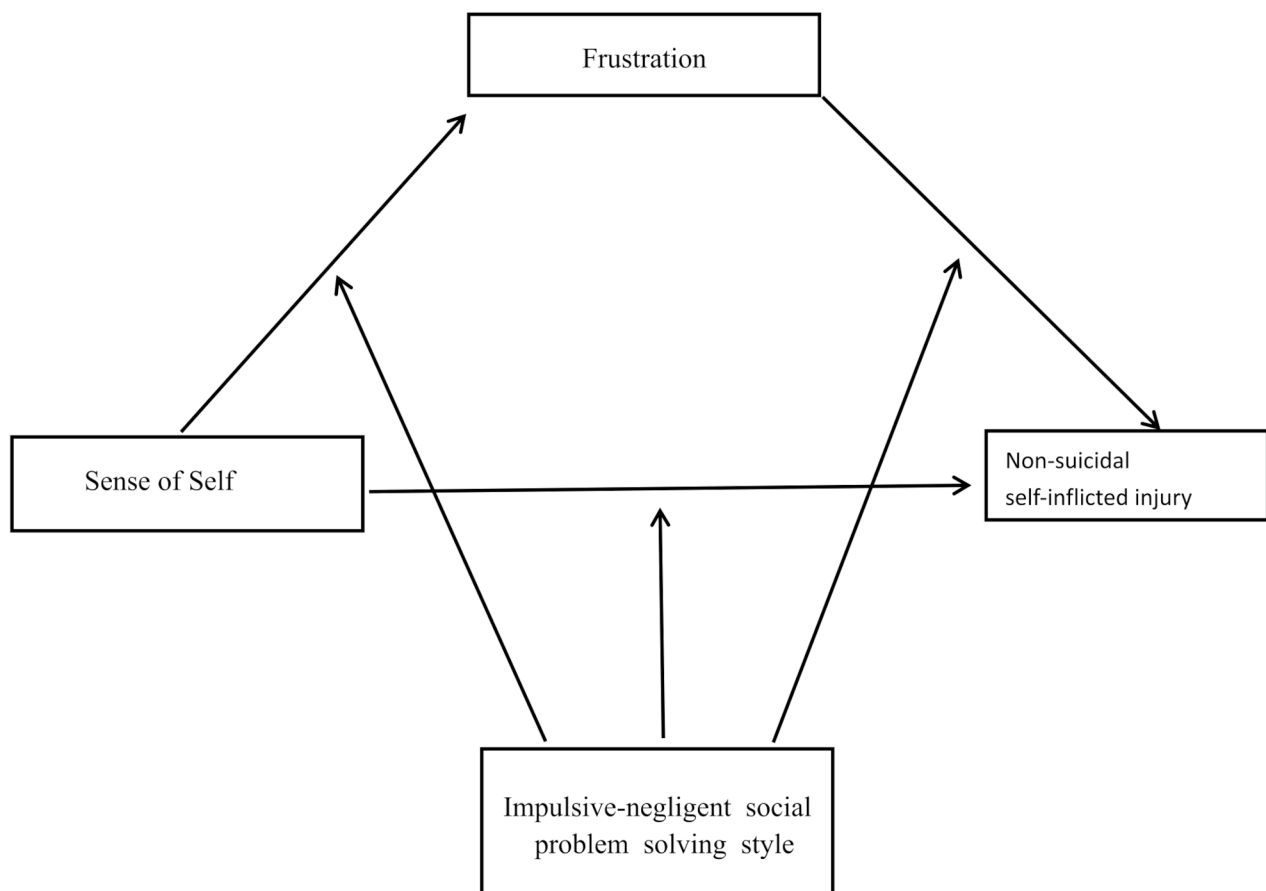 Frustration
Sense of Self
Non-suicidal
self-inflicted injury
Impulsive-negligent social
problem solving style